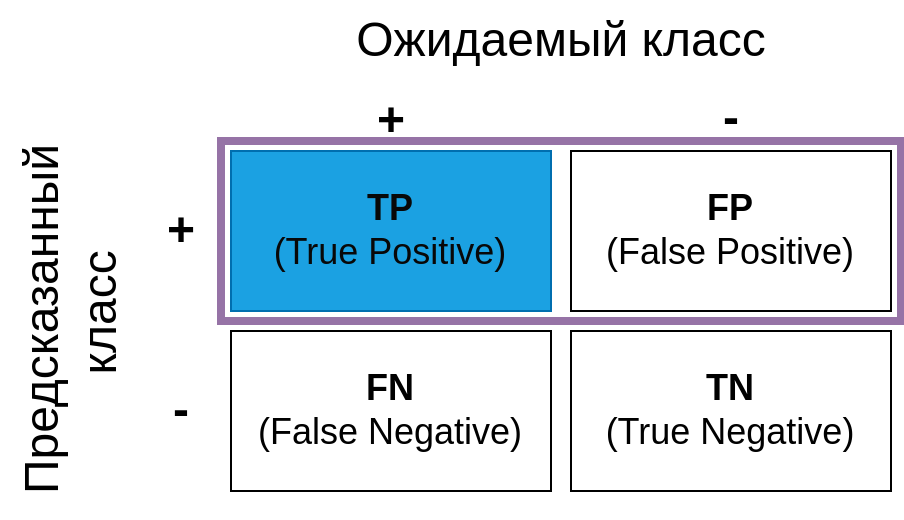 Ожидаемый класс
+ -
Предсказанный
класс
+
TP
(True Positive)
FP
(False Positive)
-
FN
(False Negative)
TN
(True Negative)